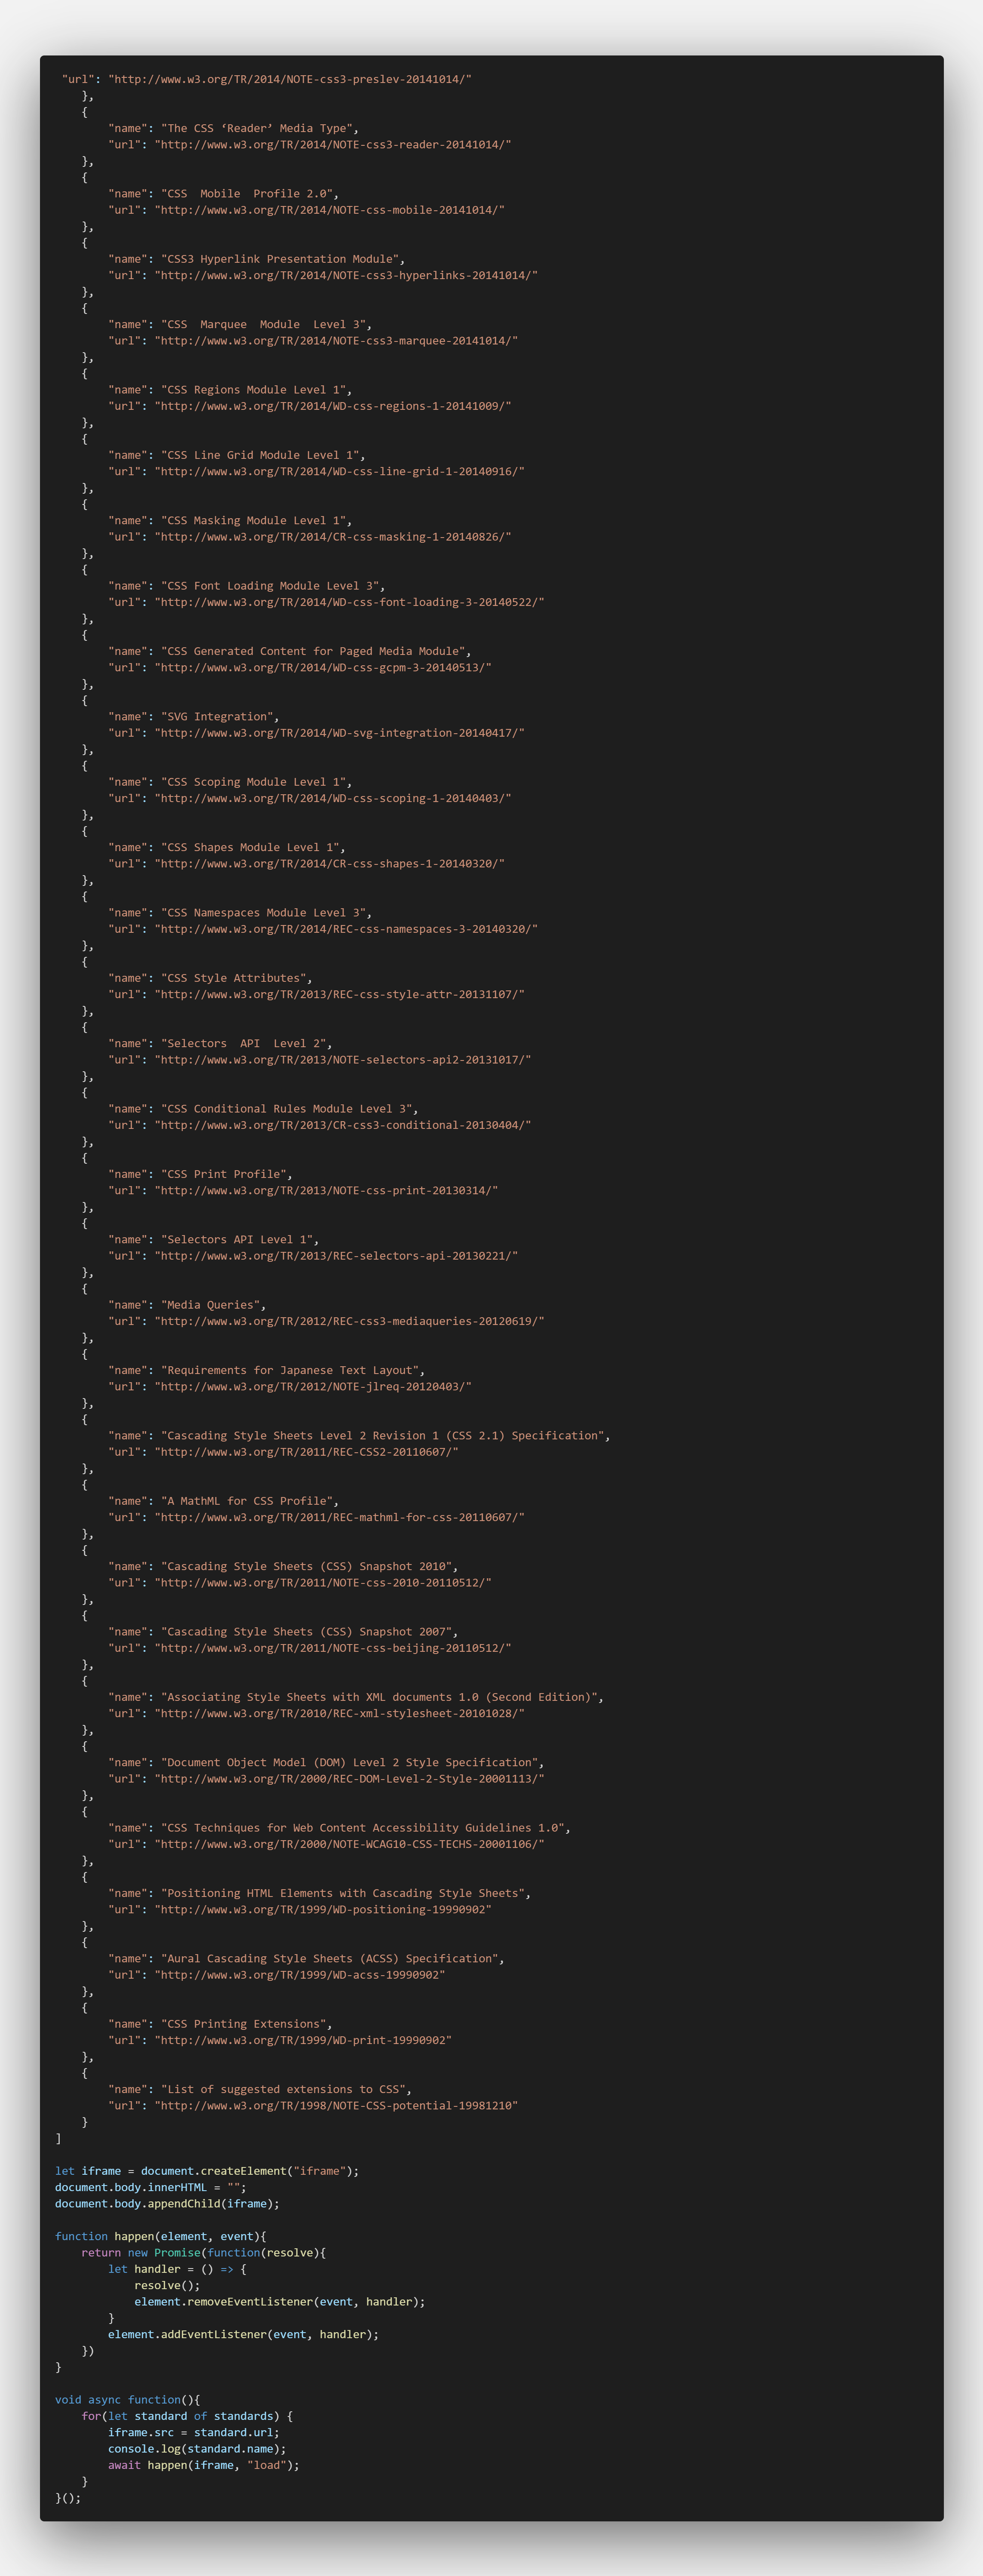 "url": "http://www.w3.org/TR/2014/NOTE-css3-preslev-20141014/"
    },
    {
        "name": "The CSS ‘Reader’ Media Type",
        "url": "http://www.w3.org/TR/2014/NOTE-css3-reader-20141014/"
    },
    {
        "name": "CSS  Mobile  Profile 2.0",
        "url": "http://www.w3.org/TR/2014/NOTE-css-mobile-20141014/"
    },
    {
        "name": "CSS3 Hyperlink Presentation Module",
        "url": "http://www.w3.org/TR/2014/NOTE-css3-hyperlinks-20141014/"
    },
    {
        "name": "CSS  Marquee  Module  Level 3",
        "url": "http://www.w3.org/TR/2014/NOTE-css3-marquee-20141014/"
    },
    {
        "name": "CSS Regions Module Level 1",
        "url": "http://www.w3.org/TR/2014/WD-css-regions-1-20141009/"
    },
    {
        "name": "CSS Line Grid Module Level 1",
        "url": "http://www.w3.org/TR/2014/WD-css-line-grid-1-20140916/"
    },
    {
        "name": "CSS Masking Module Level 1",
        "url": "http://www.w3.org/TR/2014/CR-css-masking-1-20140826/"
    },
    {
        "name": "CSS Font Loading Module Level 3",
        "url": "http://www.w3.org/TR/2014/WD-css-font-loading-3-20140522/"
    },
    {
        "name": "CSS Generated Content for Paged Media Module",
        "url": "http://www.w3.org/TR/2014/WD-css-gcpm-3-20140513/"
    },
    {
        "name": "SVG Integration",
        "url": "http://www.w3.org/TR/2014/WD-svg-integration-20140417/"
    },
    {
        "name": "CSS Scoping Module Level 1",
        "url": "http://www.w3.org/TR/2014/WD-css-scoping-1-20140403/"
    },
    {
        "name": "CSS Shapes Module Level 1",
        "url": "http://www.w3.org/TR/2014/CR-css-shapes-1-20140320/"
    },
    {
        "name": "CSS Namespaces Module Level 3",
        "url": "http://www.w3.org/TR/2014/REC-css-namespaces-3-20140320/"
    },
    {
        "name": "CSS Style Attributes",
        "url": "http://www.w3.org/TR/2013/REC-css-style-attr-20131107/"
    },
    {
        "name": "Selectors  API  Level 2",
        "url": "http://www.w3.org/TR/2013/NOTE-selectors-api2-20131017/"
    },
    {
        "name": "CSS Conditional Rules Module Level 3",
        "url": "http://www.w3.org/TR/2013/CR-css3-conditional-20130404/"
    },
    {
        "name": "CSS Print Profile",
        "url": "http://www.w3.org/TR/2013/NOTE-css-print-20130314/"
    },
    {
        "name": "Selectors API Level 1",
        "url": "http://www.w3.org/TR/2013/REC-selectors-api-20130221/"
    },
    {
        "name": "Media Queries",
        "url": "http://www.w3.org/TR/2012/REC-css3-mediaqueries-20120619/"
    },
    {
        "name": "Requirements for Japanese Text Layout",
        "url": "http://www.w3.org/TR/2012/NOTE-jlreq-20120403/"
    },
    {
        "name": "Cascading Style Sheets Level 2 Revision 1 (CSS 2.1) Specification",
        "url": "http://www.w3.org/TR/2011/REC-CSS2-20110607/"
    },
    {
        "name": "A MathML for CSS Profile",
        "url": "http://www.w3.org/TR/2011/REC-mathml-for-css-20110607/"
    },
    {
        "name": "Cascading Style Sheets (CSS) Snapshot 2010",
        "url": "http://www.w3.org/TR/2011/NOTE-css-2010-20110512/"
    },
    {
        "name": "Cascading Style Sheets (CSS) Snapshot 2007",
        "url": "http://www.w3.org/TR/2011/NOTE-css-beijing-20110512/"
    },
    {
        "name": "Associating Style Sheets with XML documents 1.0 (Second Edition)",
        "url": "http://www.w3.org/TR/2010/REC-xml-stylesheet-20101028/"
    },
    {
        "name": "Document Object Model (DOM) Level 2 Style Specification",
        "url": "http://www.w3.org/TR/2000/REC-DOM-Level-2-Style-20001113/"
    },
    {
        "name": "CSS Techniques for Web Content Accessibility Guidelines 1.0",
        "url": "http://www.w3.org/TR/2000/NOTE-WCAG10-CSS-TECHS-20001106/"
    },
    {
        "name": "Positioning HTML Elements with Cascading Style Sheets",
        "url": "http://www.w3.org/TR/1999/WD-positioning-19990902"
    },
    {
        "name": "Aural Cascading Style Sheets (ACSS) Specification",
        "url": "http://www.w3.org/TR/1999/WD-acss-19990902"
    },
    {
        "name": "CSS Printing Extensions",
        "url": "http://www.w3.org/TR/1999/WD-print-19990902"
    },
    {
        "name": "List of suggested extensions to CSS",
        "url": "http://www.w3.org/TR/1998/NOTE-CSS-potential-19981210"
    }
]

let iframe = document.createElement("iframe");
document.body.innerHTML = "";
document.body.appendChild(iframe);

function happen(element, event){
    return new Promise(function(resolve){
        let handler = () => {
            resolve();
            element.removeEventListener(event, handler);
        }
        element.addEventListener(event, handler);
    })
}

void async function(){
    for(let standard of standards) {
        iframe.src = standard.url;
        console.log(standard.name);
        await happen(iframe, "load");
    }
}();